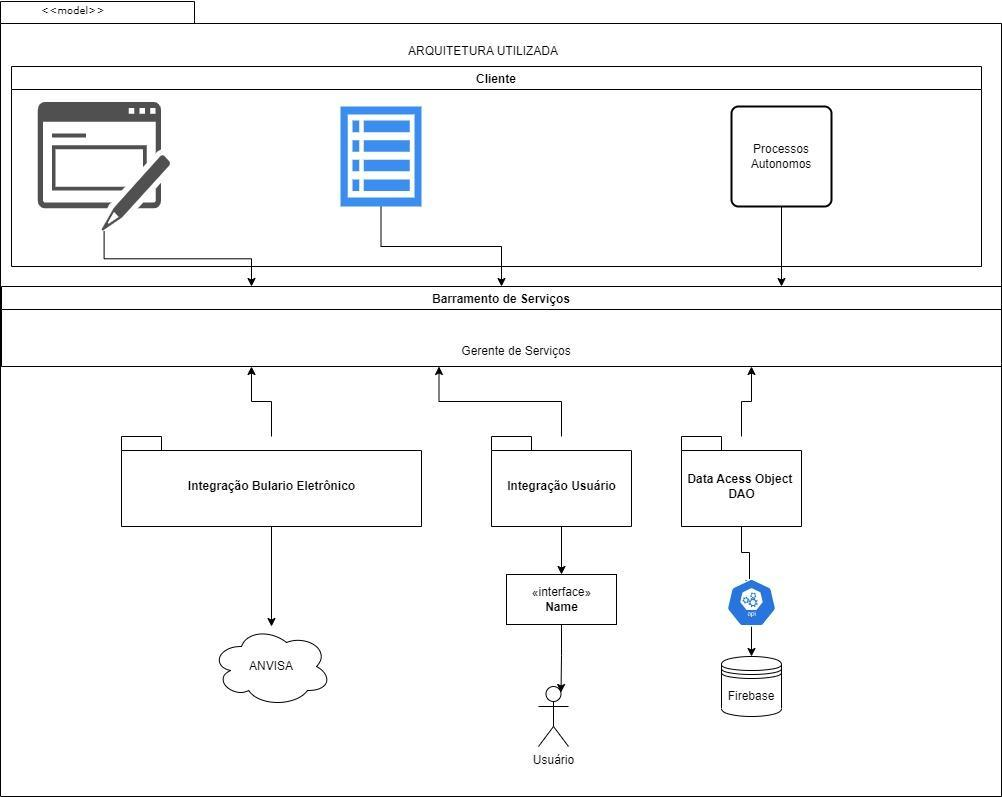 <<model>>
ARQUITETURA UTILIZADA
Cliente
Processos
Autonomos
Barramento de Serviços
Gerente de Serviços
Integração Bulario Eletrônico
Integração Usuário
Data Acess Object
DAO
«interface»
Name
api
ANVISA
Firebase
Usuário